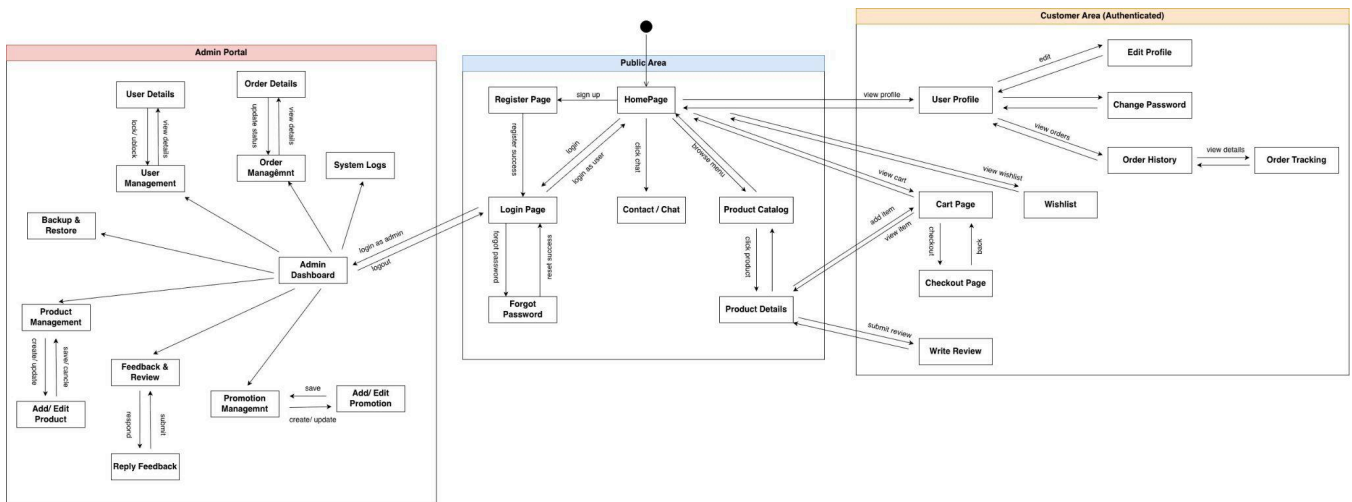 Customer Area (Authenticated)
Admin Portal
Public Area
Edit Profile
edit
User Details
Order Details
Register Page
sign up
HomePage
view profile
User Profile
Change Password
lock/ ublock
view details
update status
view details
register success
login
login as user
click chat
browse menu
view orders
Order History
view details
Order Tracking
User
Management
Order
Managêmnt
System Logs
view cart
view wishlist
Login Page
Contact / Chat
Product Catalog
Cart Page
Wishlist
Backup &
Restore
login as admin
logout
forgot password
reset success
click product
add item
view item
checkout
back
Admin
Dashboard
Checkout Page
Product
Management
Forgot
Password
Product Details
submit review
Write Review
create/ update
save/ cancle
Feedback &
Review
Promotion
Managemnt
save
create/ update
Add/ Edit
Promotion
Add/ Edit
Product
respond
submit
Reply Feedback